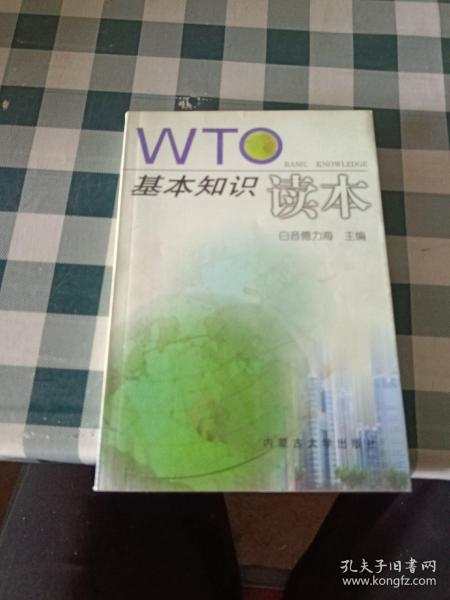 WTO
BASIC KNOWLEDGE
基本知识 读本
白音德力海 主编
内蒙古大学出版社
孔夫子旧书网
www.kongfz.com